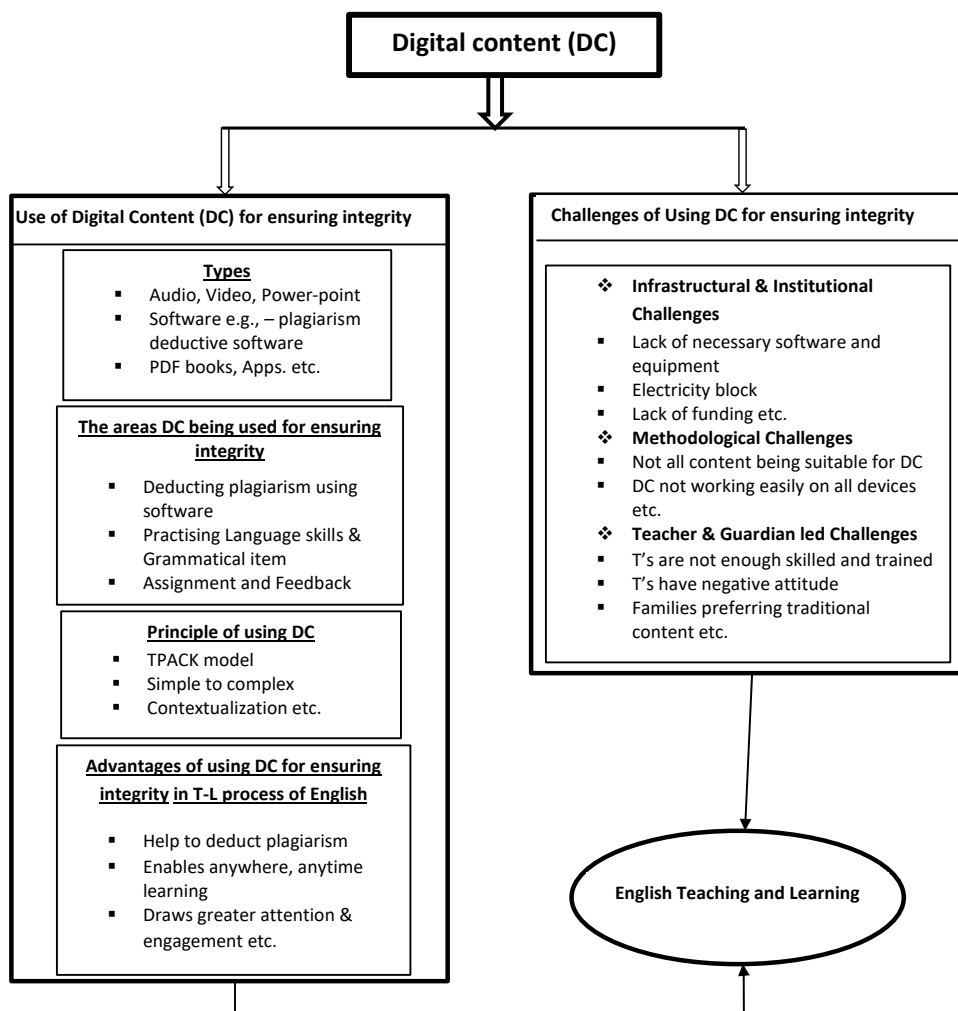 Digital content (DC)
Use of Digital Content (DC) for ensuring integrity
Types
▪ Audio, Video, Power-point
▪ Software e.g., – plagiarism
deductive software
▪ PDF books, Apps. etc.
The areas DC being used for ensuring
integrity
▪ Deducting plagiarism using
software
▪ Practising Language skills &
Grammatical item
▪ Assignment and Feedback
Principle of using DC
▪ TPACK model
▪ Simple to complex
▪ Contextualization etc.
Advantages of using DC for ensuring
integrity in T-L process of English
▪ Help to deduct plagiarism
▪ Enables anywhere, anytime
learning
▪ Draws greater attention &
engagement etc.
Challenges of Using DC for ensuring integrity
❖ Infrastructural & Institutional
Challenges
▪ Lack of necessary software and
equipment
▪ Electricity block
▪ Lack of funding etc.
❖ Methodological Challenges
▪ Not all content being suitable for DC
▪ DC not working easily on all devices
etc.
❖ Teacher & Guardian led Challenges
▪ T’s are not enough skilled and trained
▪ T’s have negative attitude
▪ Families preferring traditional
content etc.
English Teaching and Learning